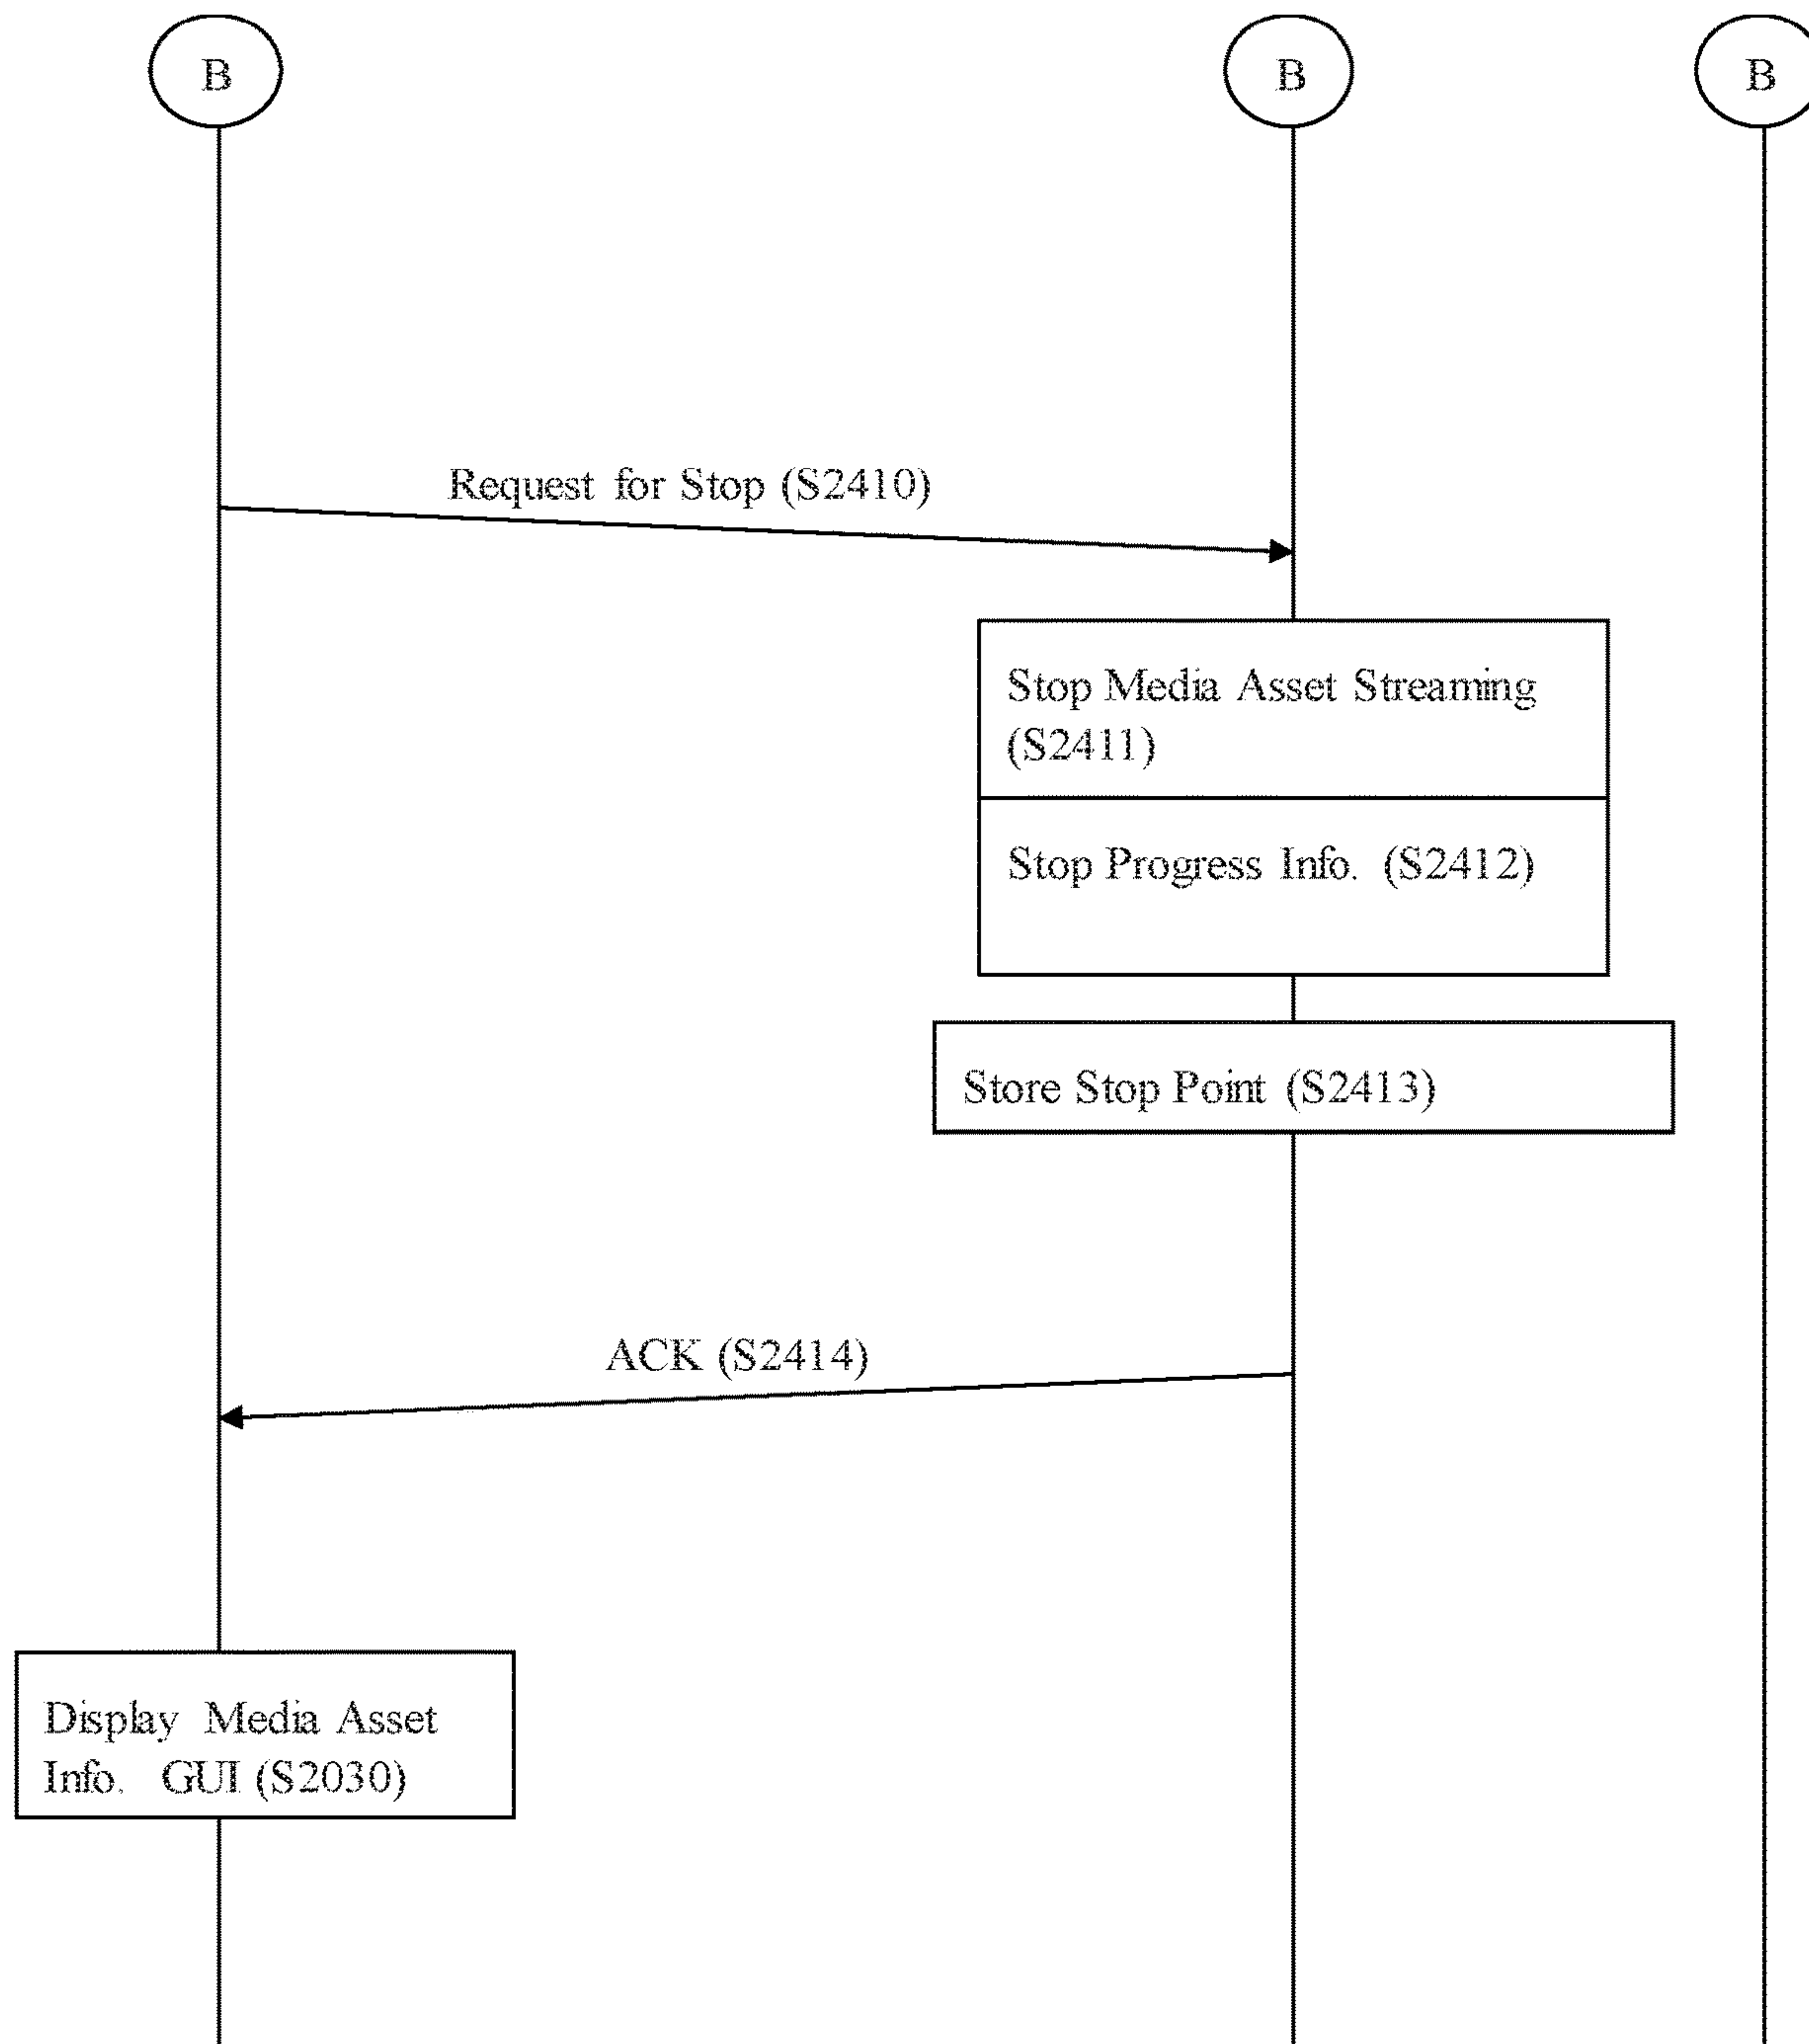 B
B
B
Request for Stop (S2410)
Stop Media Asset Streaming
(S2411)
Stop Progress Info. (S2412)
Store Stop Point (S2413)
ACK (S2414)
Display Media Asset
Info. GUI (S2030)